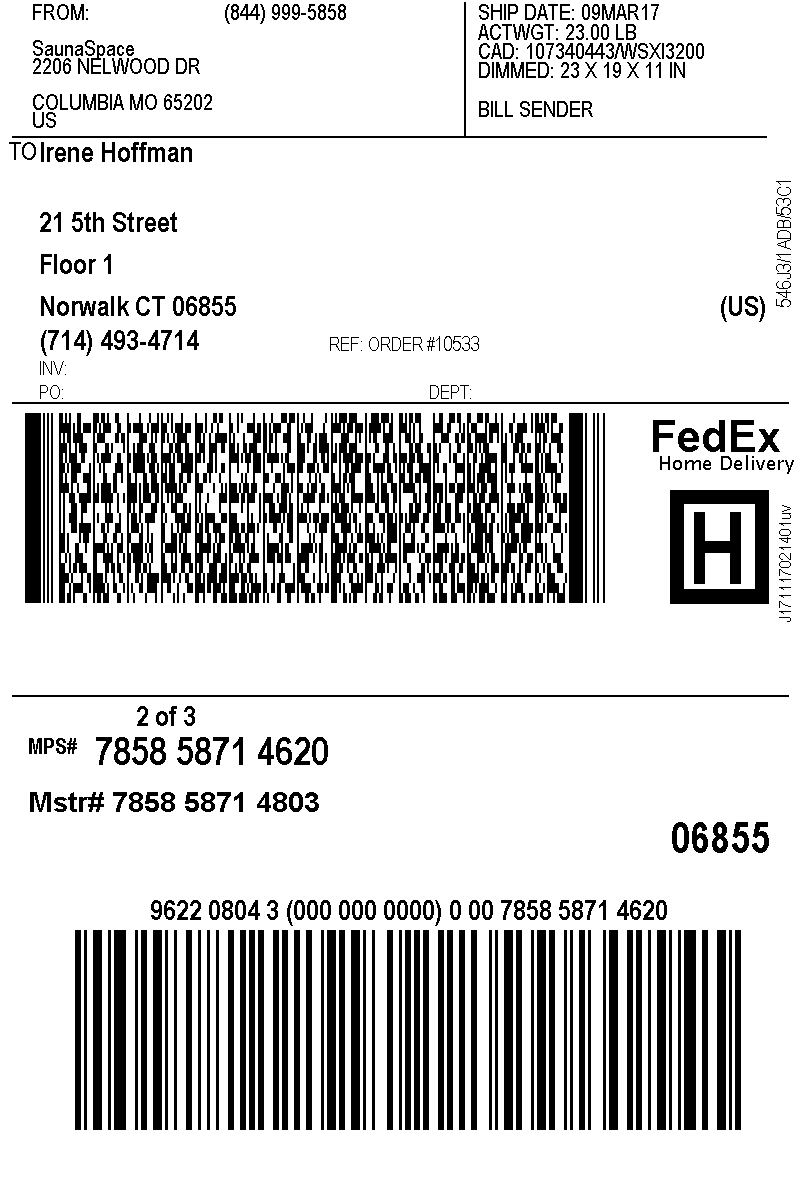 FROM: (844) 999-5858
SaunaSpace
2206 NELWOOD DR
COLUMBIA MO 65202
US
SHIP DATE: 09MAR17
ACTWGT: 23.00 LB
CAD: 107340443/WSXI3200
DIMMED: 23 X 19 X 11 IN
BILL SENDER
TO Irene Hoffman
21 5th Street
Floor 1
Norwalk CT 06855 (US)
(714) 493-4714 REF: ORDER #10533
INV:
PO: DEPT:
546J3/1ADB/53C1
FedEx
Home Delivery
H
J171117021401uv
2 of 3
MPS# 7858 5871 4620
Mstr# 7858 5871 4803
06855
9622 0804 3 (000 000 0000) 0 00 7858 5871 4620